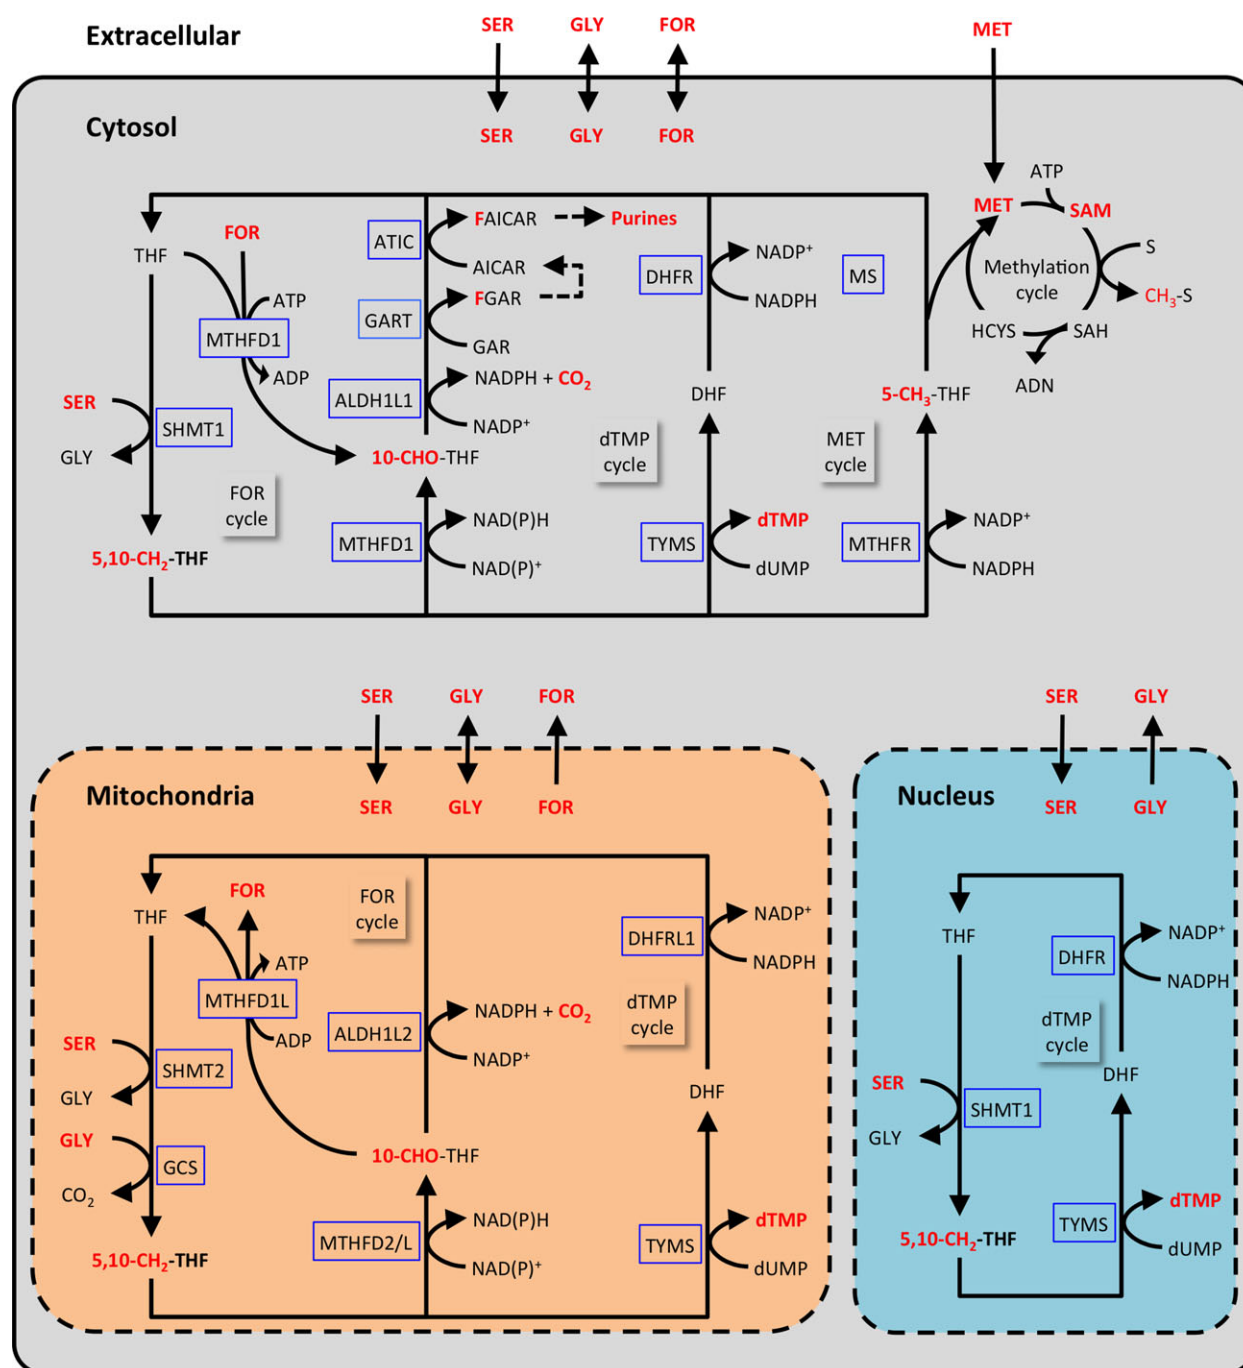 Extracellular
SER GLY FOR MET
Cytosol
SER GLY FOR
ATP
MET SAM
FAICAR Purines
FOR
ATIC
THF
NADP⁺
S
AICAR
DHFR
MS
Methylation
cycle
FGAR
CH₃-S
ATP
NADPH
GART
HCYS SAH
MTHFD1
GAR
ADP
NADPH + CO₂
ADN
SER
ALDH1L1
DHF
5-CH₃-THF
NADP⁺
SHMT1
dTMP
cycle
MET
cycle
GLY
10-CHO-THF
FOR
cycle
NAD(P)H
dTMP
NADP⁺
5,10-CH₂-THF
MTHFD1
TYMS
MTHFR
NAD(P)⁺
dUMP
NADPH
SER GLY FOR
SER GLY
Mitochondria
Nucleus
SER GLY FOR
SER GLY
FOR
FOR
cycle
THF
NADP⁺
DHFRL1
NADPH
ATP
MTHFD1L
ADP
NADPH + CO₂
dTMP
cycle
ALDH1L2
NADP⁺
SER
SHMT2
GLY
DHF
GLY
10-CHO-THF
GCS
CO₂
NAD(P)H
dTMP
MTHFD2/L
TYMS
5,10-CH₂-THF
NAD(P)⁺
dUMP
THF
NADP⁺
DHFR
NADPH
dTMP
cycle
DHF
SER
SHMT1
GLY
dTMP
TYMS
5,10-CH₂-THF
dUMP